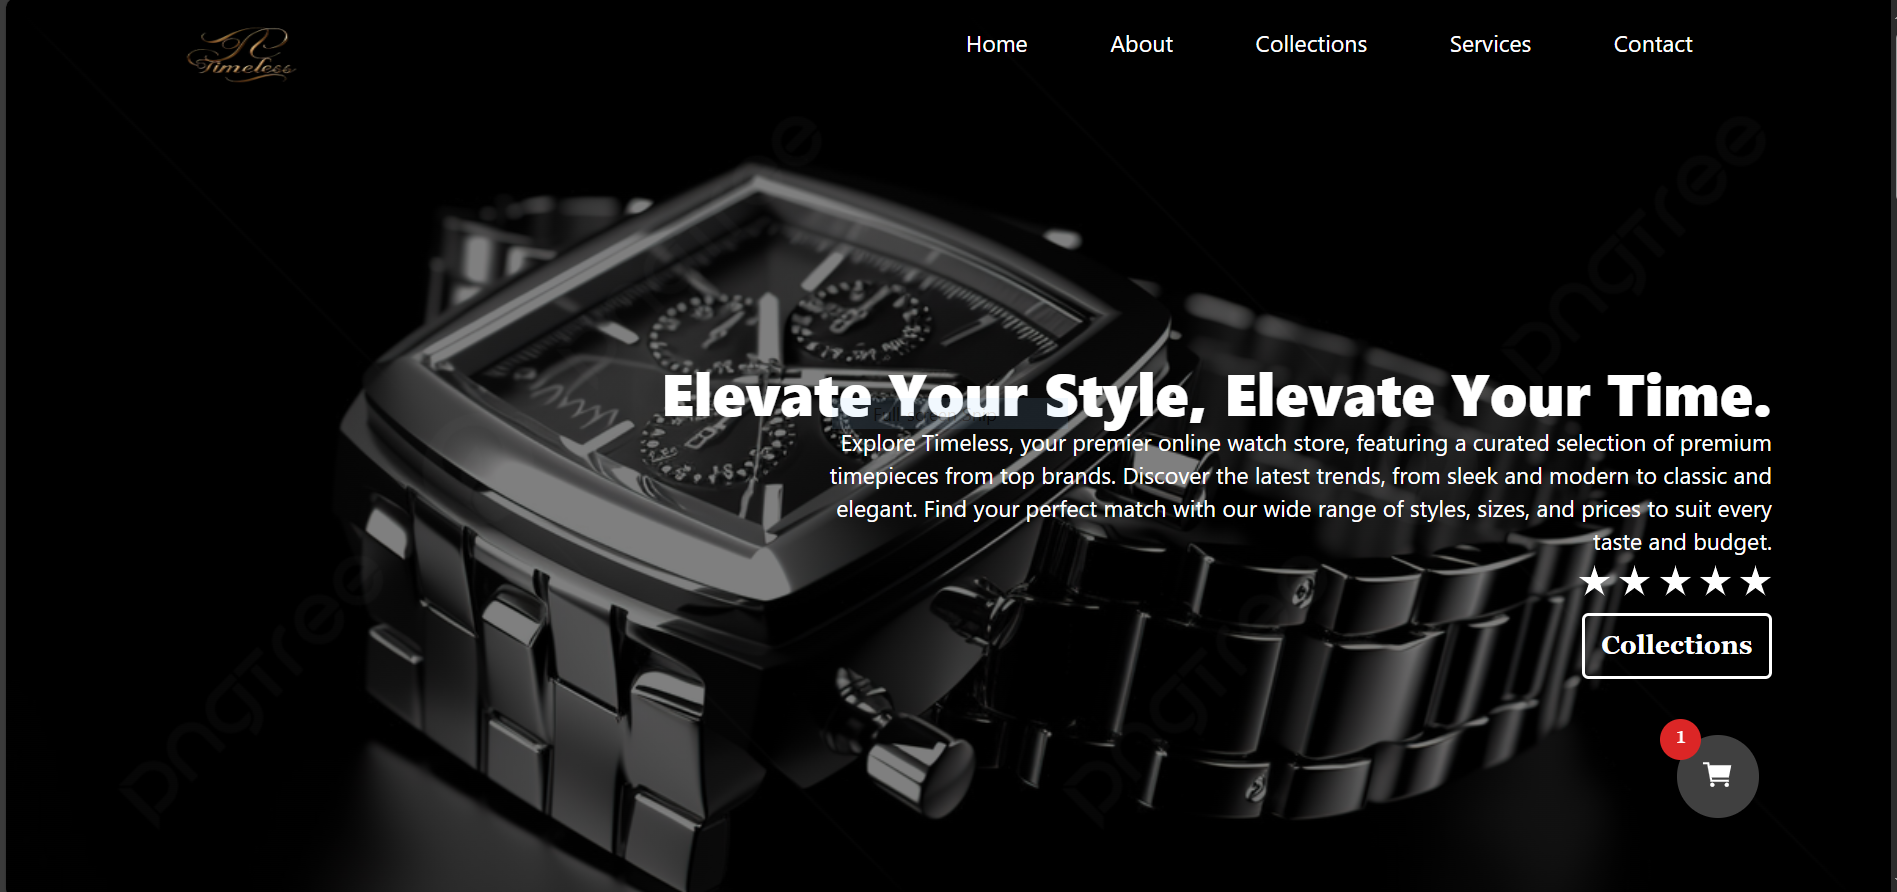 Timeless
Home About Collections Services Contact
Elevate Your Style, Elevate Your Time.
Explore Timeless, your premier online watch store, featuring a curated selection of premium
timepieces from top brands. Discover the latest trends, from sleek and modern to classic and
elegant. Find your perfect match with our wide range of styles, sizes, and prices to suit every
taste and budget.
★ ★ ★ ★ ★
Collections
1
pngtree
pngtree
pngtree